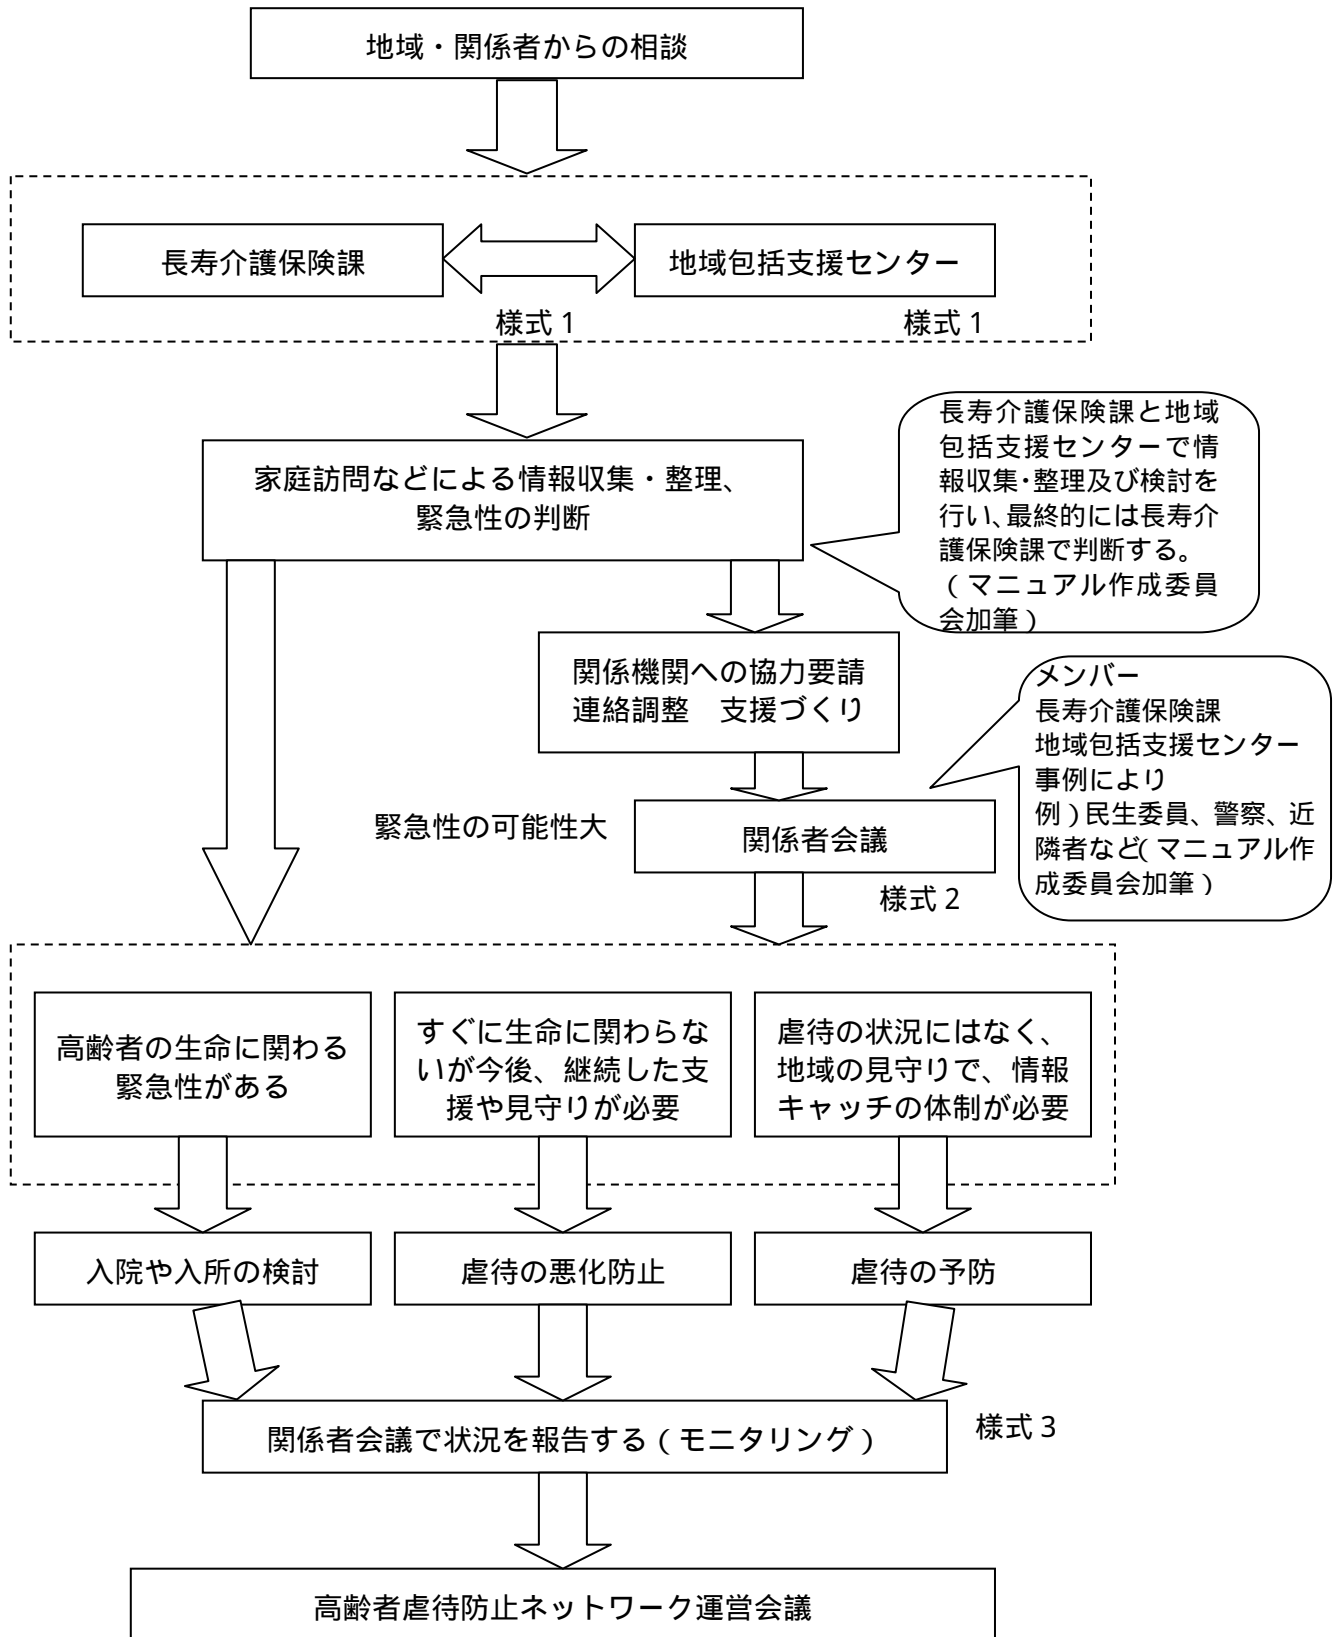 地域・関係者からの相談
長寿介護保険課
地域包括支援センター
様式1
様式1
家庭訪問などによる情報収集・整理、
緊急性の判断
長寿介護保険課と地域
包括支援センターで情
報収集・整理及び検討を
行い、最終的には長寿介
護保険課で判断する。
（マニュアル作成委員
会加筆）
関係機関への協力要請
連絡調整　支援づくり
メンバー
長寿介護保険課
地域包括支援センター
事例により
例）民生委員、警察、近
隣者など（マニュアル作
成委員会加筆）
緊急性の可能性大
関係者会議
様式2
高齢者の生命に関わる
緊急性がある
すぐに生命に関わらな
いが今後、継続した支
援や見守りが必要
虐待の状況にはなく、
地域の見守りで、情報
キャッチの体制が必要
入院や入所の検討
虐待の悪化防止
虐待の予防
関係者会議で状況を報告する（モニタリング）
様式3
高齢者虐待防止ネットワーク運営会議